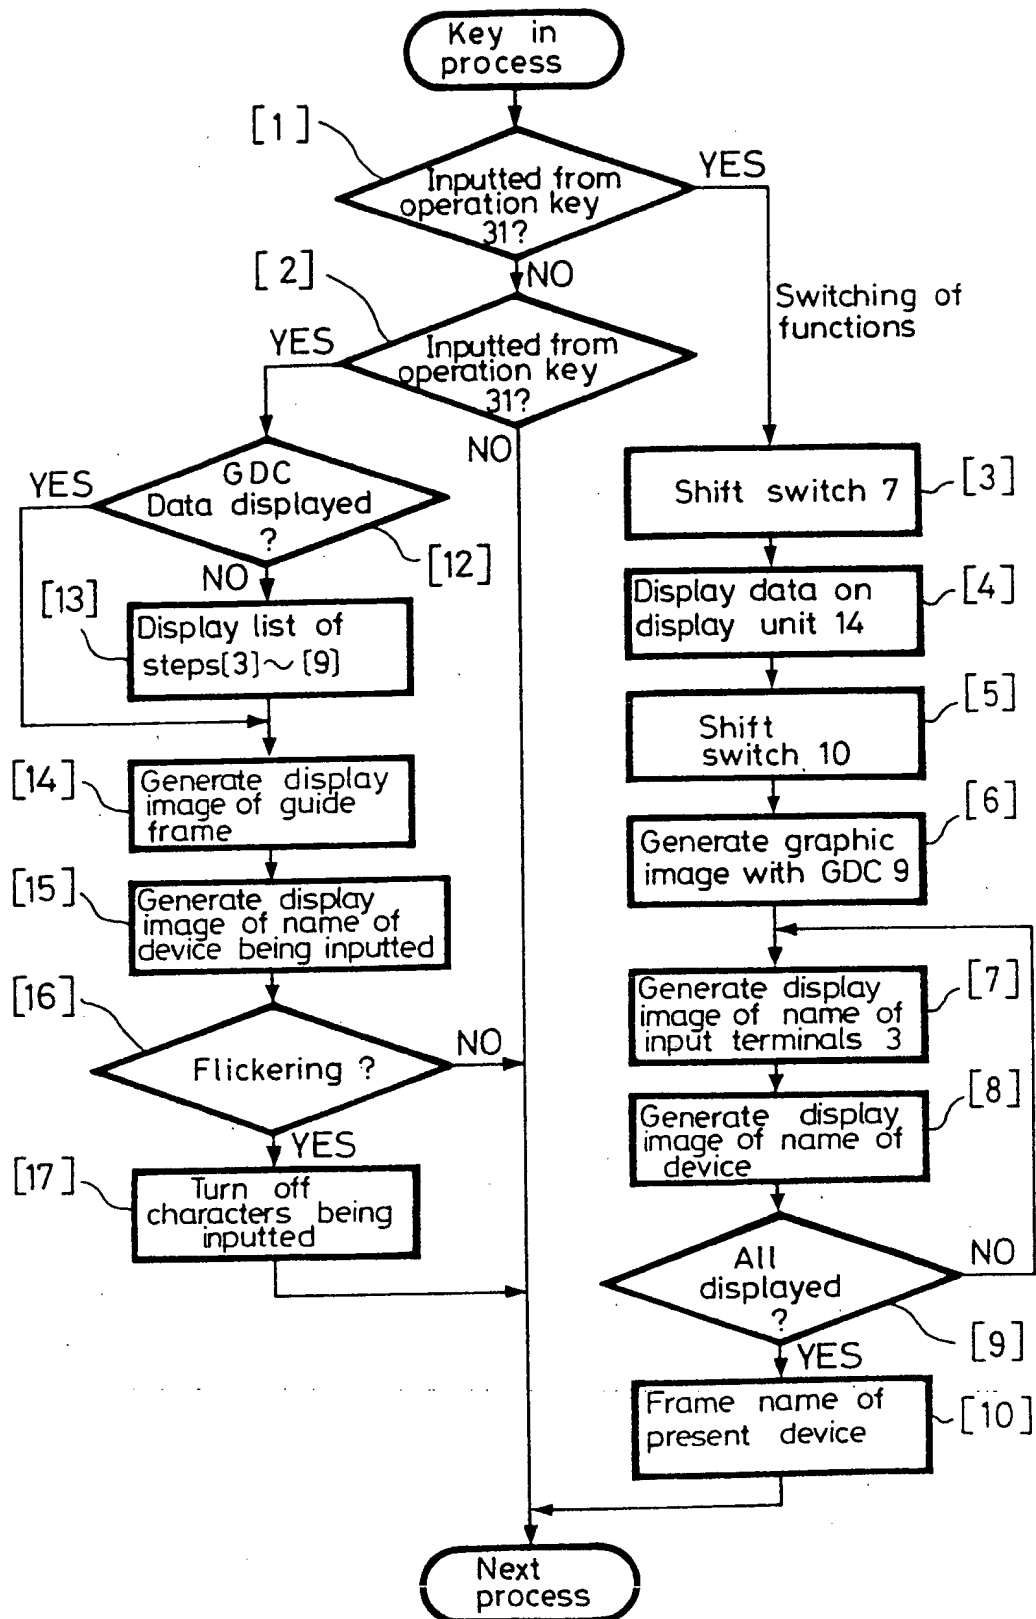 Key in
process
[1]
Inputted from
operation key
31?
YES
NO
Switching of
functions
[2]
Inputted from
operation key
31?
YES
NO
GDC
Data displayed
?
YES
NO
[12]
[13]
Display list of
steps[3]~[9]
[14]
Generate display
image of guide
frame
[15]
Generate display
image of name of
device being inputted
[16]
Flickering ?
NO
YES
[17]
Turn off
characters being
inputted
Shift switch 7
[3]
Display data on
display unit 14
[4]
Shift
switch 10
[5]
Generate graphic
image with GDC 9
[6]
Generate display
image of name of
input terminals 3
[7]
Generate display
image of name of
device
[8]
All
displayed
?
NO
[9]
YES
Frame name of
present device
[10]
Next
process